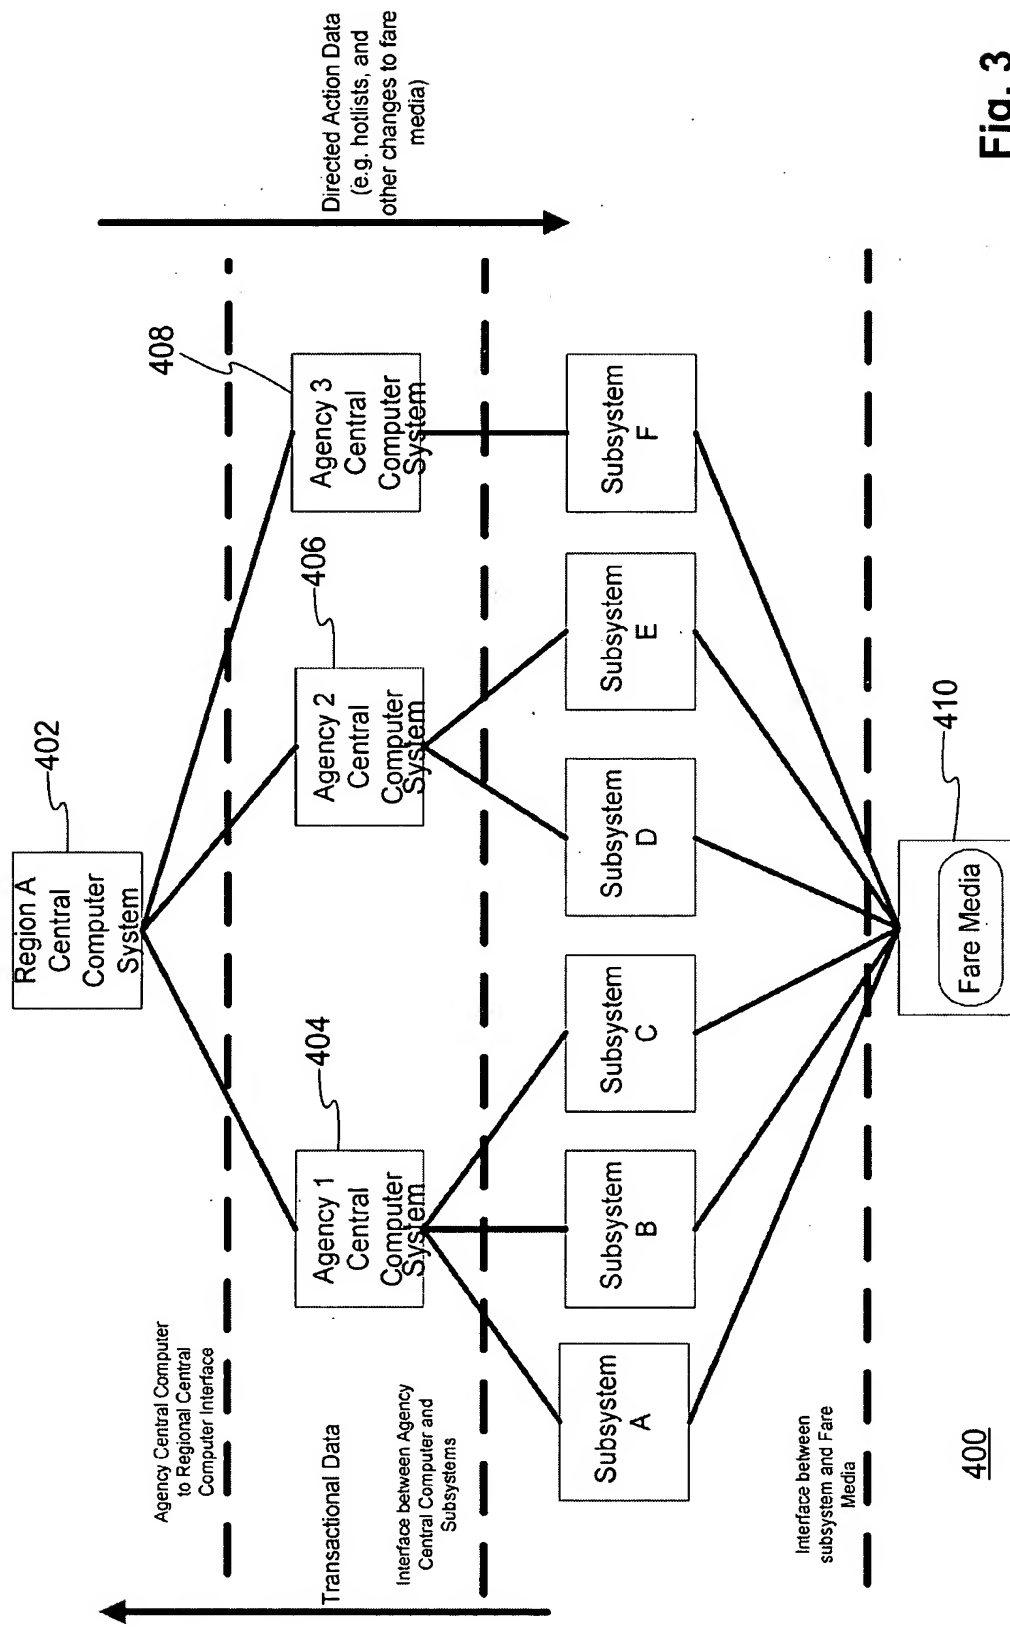 402
Region A
Central
Computer
System
Agency Central Computer
to Regional Central
Computer Interface
Directed Action Data
(e.g. hotlists, and
other changes to fare
media)
404
406
408
Agency 1
Central
Computer
System
Agency 2
Central
Computer
System
Agency 3
Central
Computer
System
Transactional Data
Interface between Agency
Central Computer and
Subsystems
Subsystem
A
Subsystem
B
Subsystem
C
Subsystem
D
Subsystem
E
Subsystem
F
Interface between
subsystem and Fare
Media
410
Fare Media
400
Fig. 3